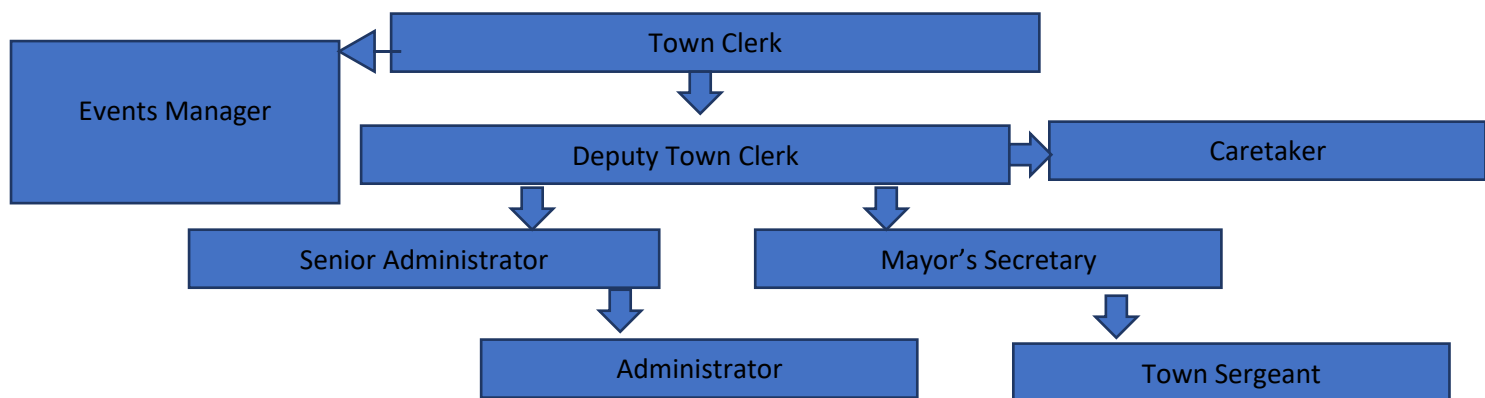 Town Clerk
Events Manager
Deputy Town Clerk
Caretaker
Senior Administrator
Mayor’s Secretary
Administrator
Town Sergeant